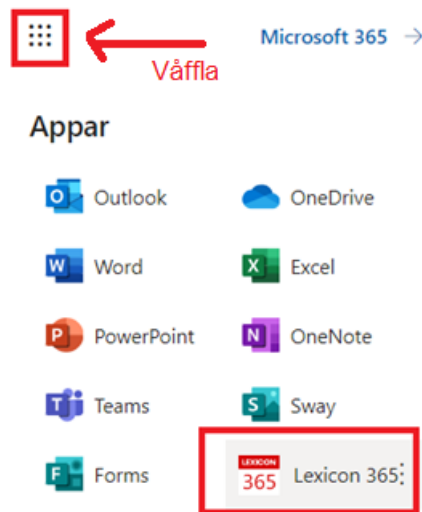 Microsoft 365 →
Våffla
Appar
Outlook
OneDrive
Word
Excel
PowerPoint
OneNote
Teams
Sway
Forms
LEXICON
365
Lexicon 365